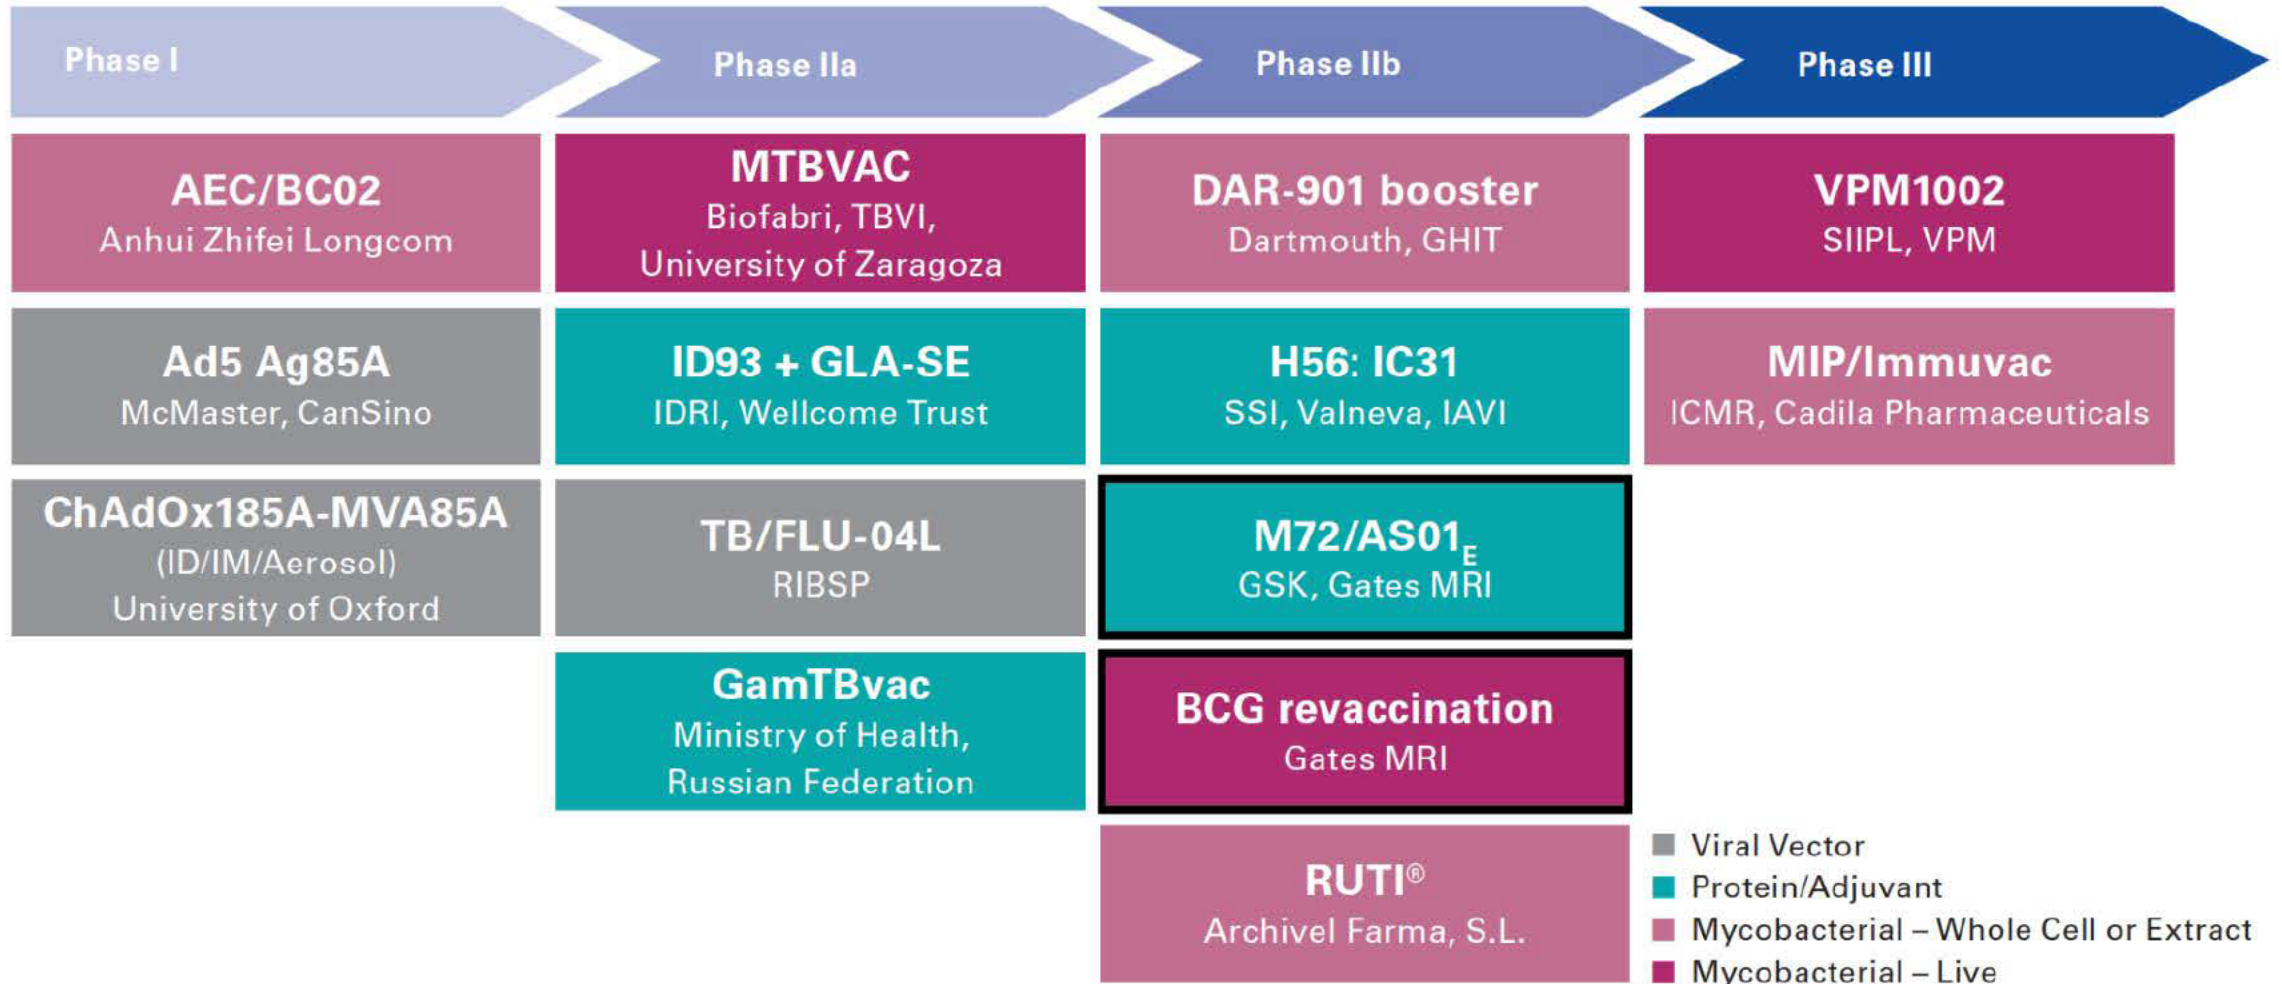 Phase I
Phase IIa
Phase IIb
Phase III
AEC/BC02
Anhui Zhifei Longcom
MTBVAC
Biofabri, TBVI,
University of Zaragoza
DAR-901 booster
Dartmouth, GHIT
VPM1002
SIIPL, VPM
Ad5 Ag85A
McMaster, CanSino
ID93 + GLA-SE
IDRI, Wellcome Trust
H56: IC31
SSI, Valneva, IAVI
MIP/Immuvac
ICMR, Cadila Pharmaceuticals
ChAdOx185A-MVA85A
(ID/IM/Aerosol)
University of Oxford
TB/FLU-04L
RIBSP
M72/AS01E
GSK, Gates MRI
GamTBvac
Ministry of Health,
Russian Federation
BCG revaccination
Gates MRI
RUTI®
Archivel Farma, S.L.
Viral Vector
Protein/Adjuvant
Mycobacterial – Whole Cell or Extract
Mycobacterial – Live